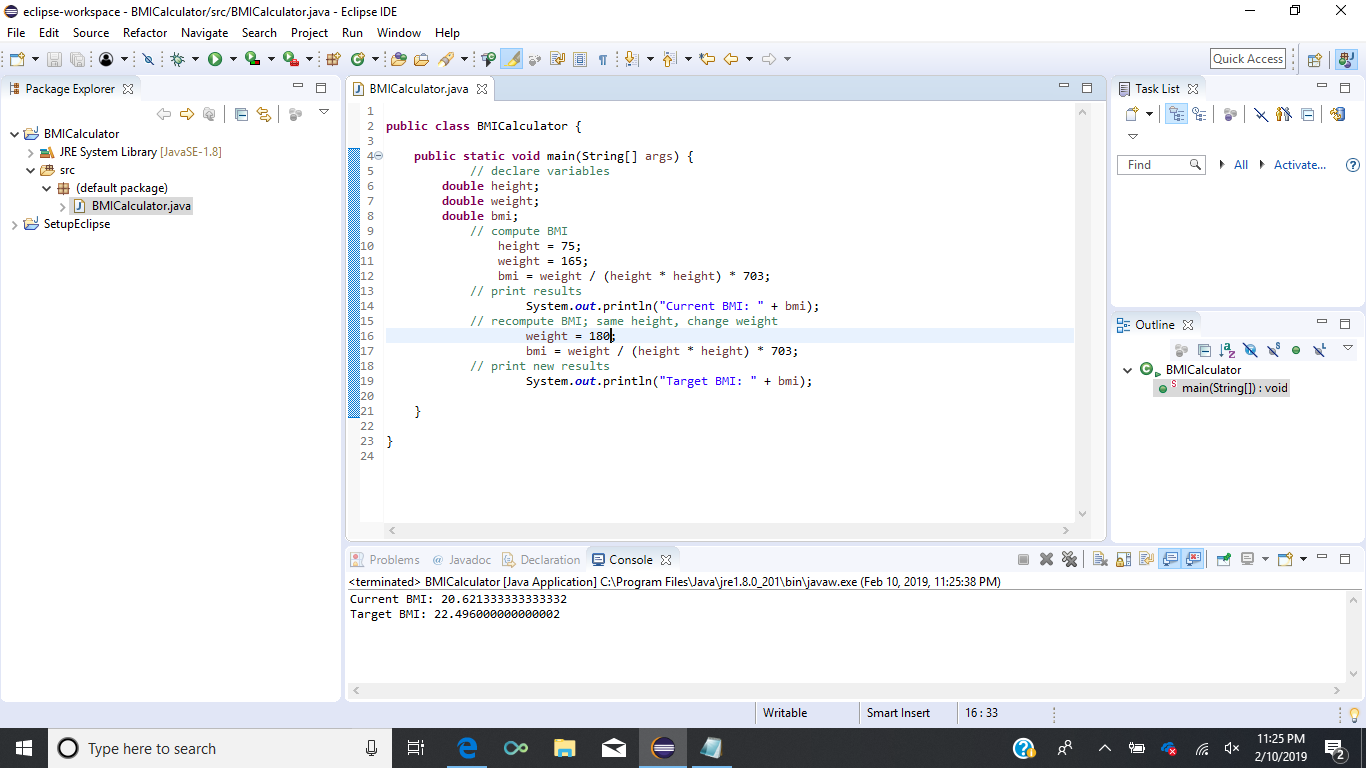 eclipse-workspace - BMICalculator/src/BMICalculator.java - Eclipse IDE
File Edit Source Refactor Navigate Search Project Run Window Help
Quick Access
Package Explorer
BMICalculator
JRE System Library [JavaSE-1.8]
src
(default package)
BMICalculator.java
SetupEclipse
BMICalculator.java
1
2 public class BMICalculator {
3
4 public static void main(String[] args) {
5 // declare variables
6 double height;
7 double weight;
8 double bmi;
9 // compute BMI
10 height = 75;
11 weight = 165;
12 bmi = weight / (height * height) * 703;
13 // print results
14 System.out.println("Current BMI: " + bmi);
15 // recompute BMI; same height, change weight
16 weight = 180;
17 bmi = weight / (height * height) * 703;
18 // print new results
19 System.out.println("Target BMI: " + bmi);
20
21 }
22
23 }
24
Task List
Find All Activate...
Outline
BMICalculator
main(String[]) : void
Problems Javadoc Declaration Console
<terminated> BMICalculator [Java Application] C:\Program Files\Java\jre1.8.0_201\bin\javaw.exe (Feb 10, 2019, 11:25:38 PM)
Current BMI: 20.621333333333332
Target BMI: 22.496000000000002
Writable Smart Insert 16 : 33
Type here to search
11:25 PM
2/10/2019
2